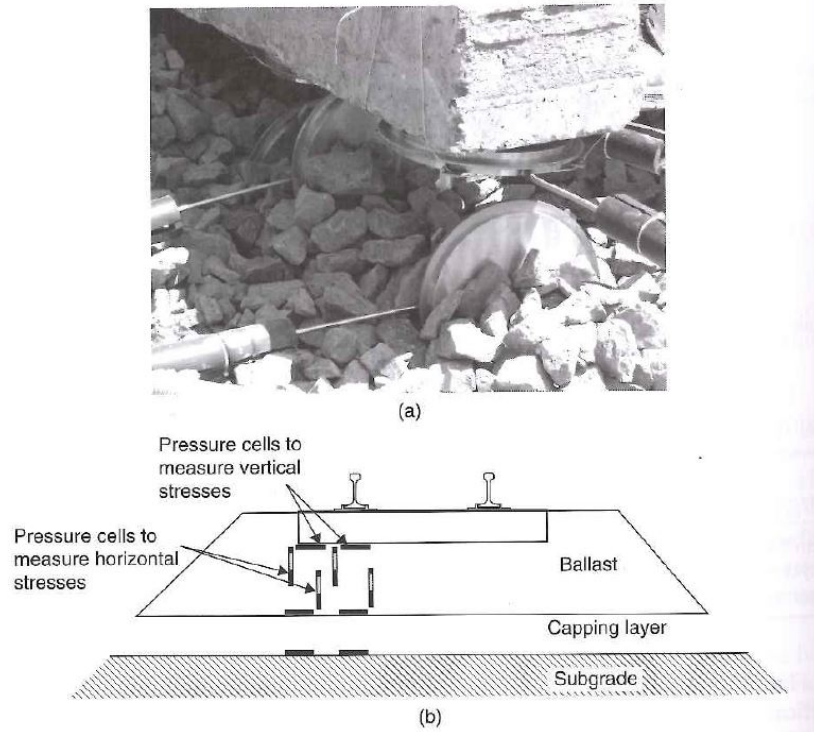 (a)
Pressure cells to
measure vertical
stresses
Pressure cells to
measure horizontal
stresses
Ballast
Capping layer
Subgrade
(b)